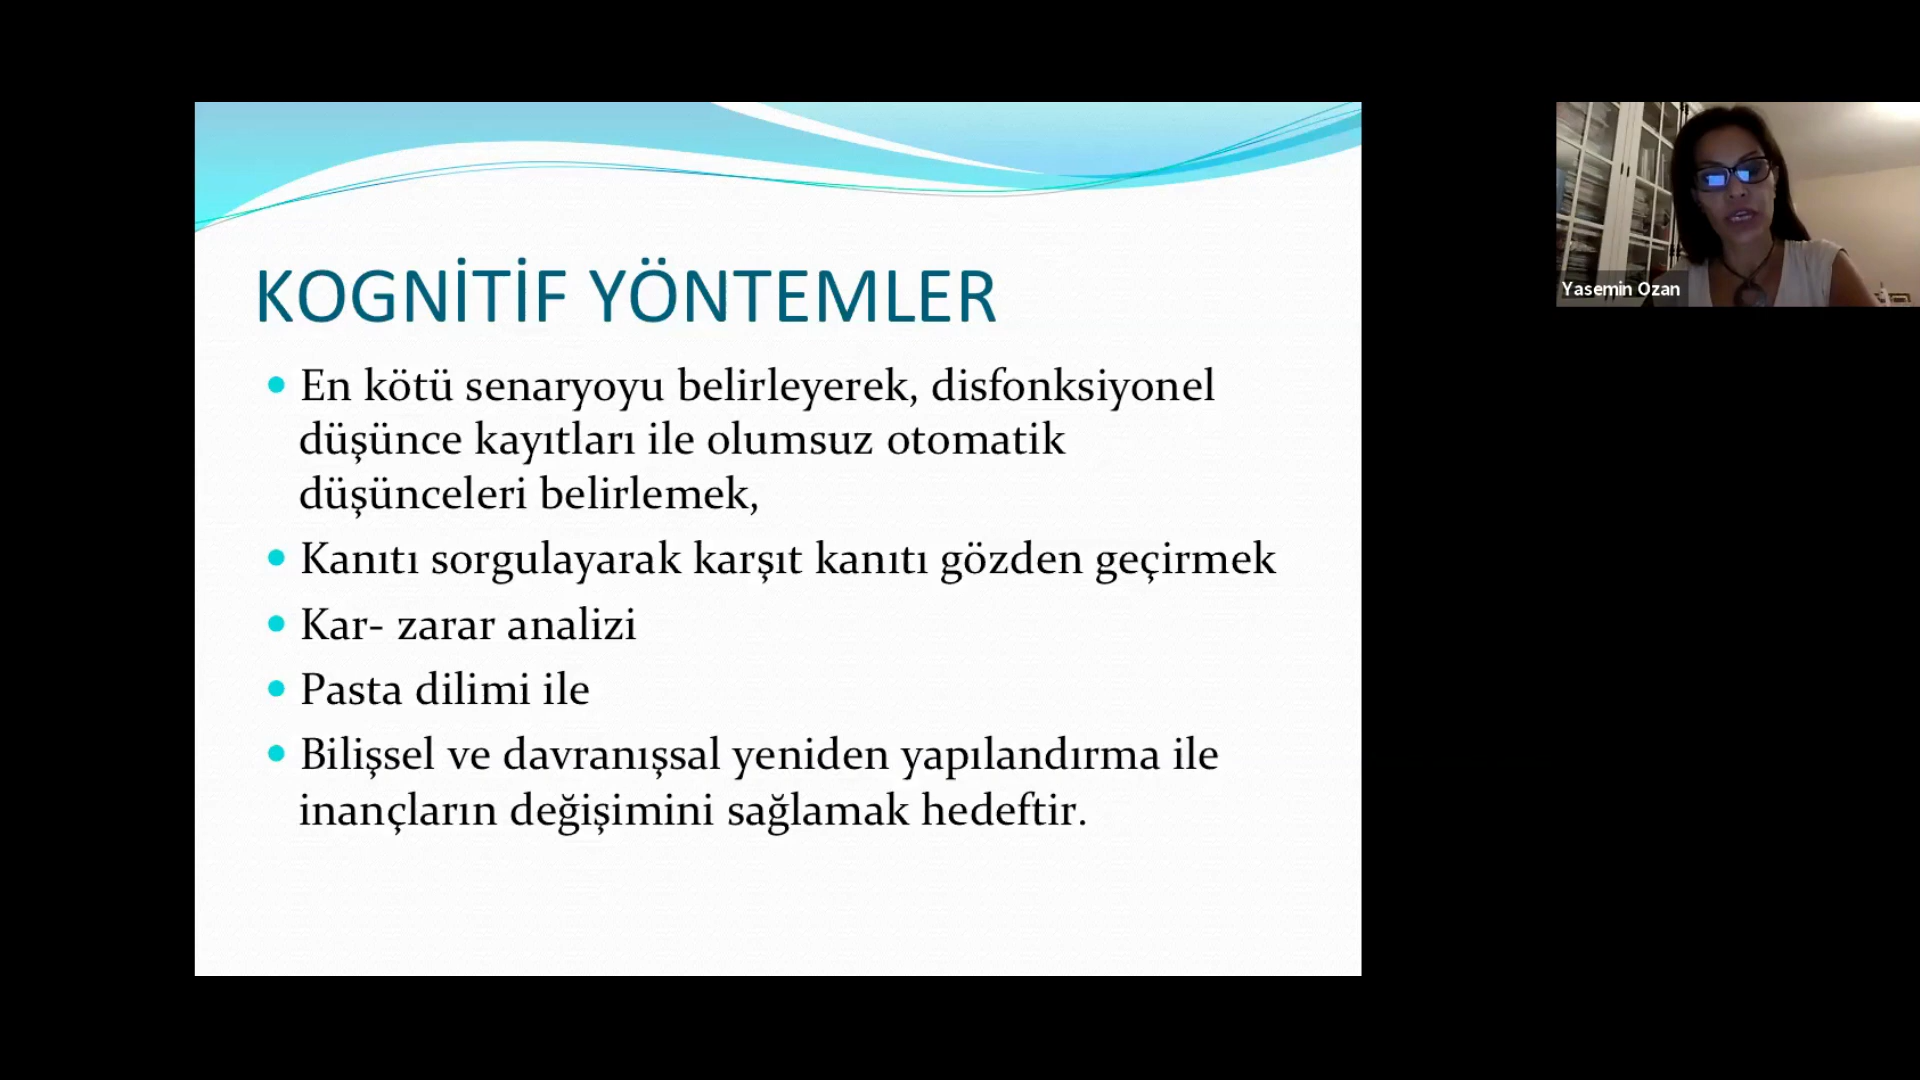 KOGNİTİF YÖNTEMLER
En kötü senaryoyu belirleyerek, disfonksiyonel
düşünce kayıtları ile olumsuz otomatik
düşünceleri belirlemek,
Kanıtı sorgulayarak karşıt kanıtı gözden geçirmek
Kar- zarar analizi
Pasta dilimi ile
Bilişsel ve davranışsal yeniden yapılandırma ile
inançların değişimini sağlamak hedeftir.
Yasemin Ozan